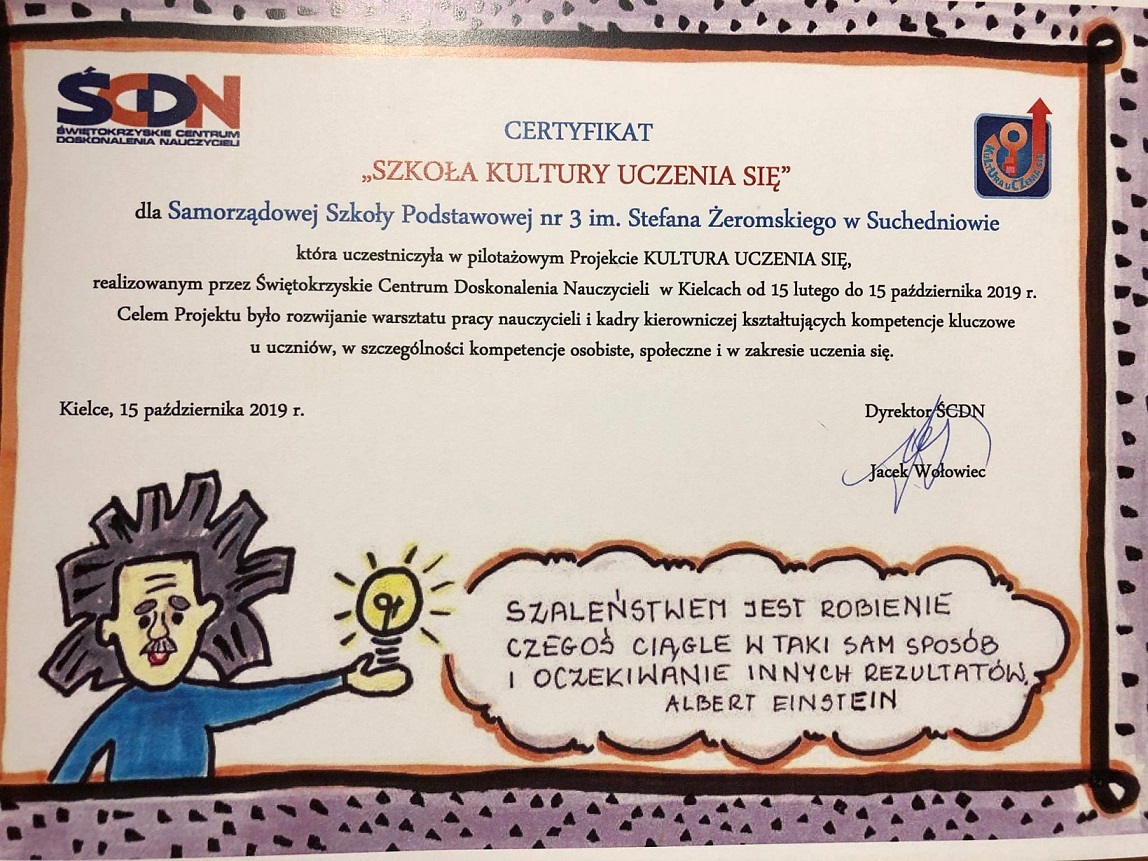 ŚCDN
ŚWIĘTOKRZYSKIE CENTRUM
DOSKONALENIA NAUCZYCIELI
CERTYFIKAT
„SZKOŁA KULTURY UCZENIA SIĘ”
KULTURA UCZENIA SIĘ
dla Samorządowej Szkoły Podstawowej nr 3 im. Stefana Żeromskiego w Suchedniowie
która uczestniczyła w pilotażowym Projekcie KULTURA UCZENIA SIĘ,
realizowanym przez Świętokrzyskie Centrum Doskonalenia Nauczycieli w Kielcach od 15 lutego do 15 października 2019 r.
Celem Projektu było rozwijanie warsztatu pracy nauczycieli i kadry kierowniczej kształtujących kompetencje kluczowe
u uczniów, w szczególności kompetencje osobiste, społeczne i w zakresie uczenia się.
Kielce, 15 października 2019 r.
Dyrektor ŚCDN
Jacek Wołowiec
SZALEŃSTWEM JEST ROBIENIE
CZEGOŚ CIĄGLE W TAKI SAM SPOSÓB
I OCZEKIWANIE INNYCH REZULTATÓW.
ALBERT EINSTEIN